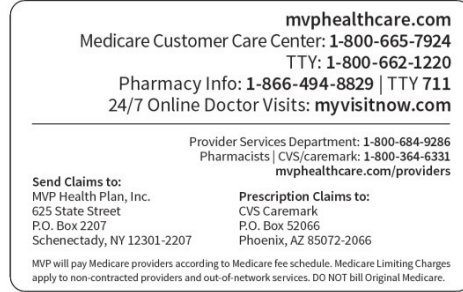 mvphealthcare.com
Medicare Customer Care Center: 1-800-665-7924
TTY: 1-800-662-1220
Pharmacy Info: 1-866-494-8829 | TTY 711
24/7 Online Doctor Visits: myvisitnow.com
Provider Services Department: 1-800-684-9286
Pharmacists | CVS/caremark: 1-800-364-6331
mvphealthcare.com/providers
Send Claims to:
MVP Health Plan, Inc.
625 State Street
P.O. Box 2207
Schenectady, NY 12301-2207
Prescription Claims to:
CVS Caremark
P.O. Box 52066
Phoenix, AZ 85072-2066
MVP will pay Medicare providers according to Medicare fee schedule. Medicare Limiting Charges
apply to non-contracted providers and out-of-network services. DO NOT bill Original Medicare.